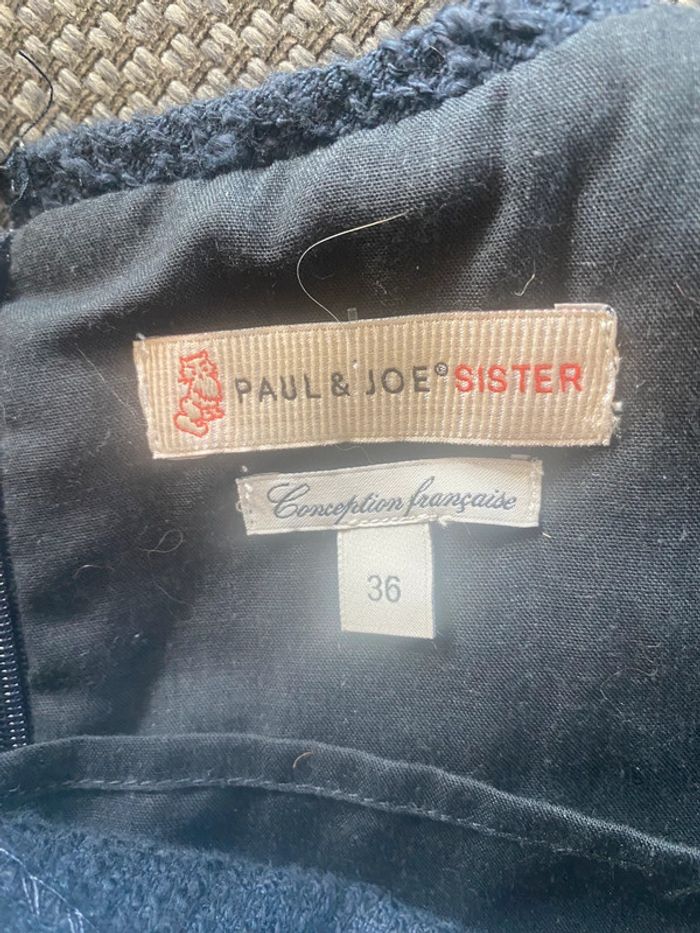 PAUL & JOE® SISTER
Conception française
36